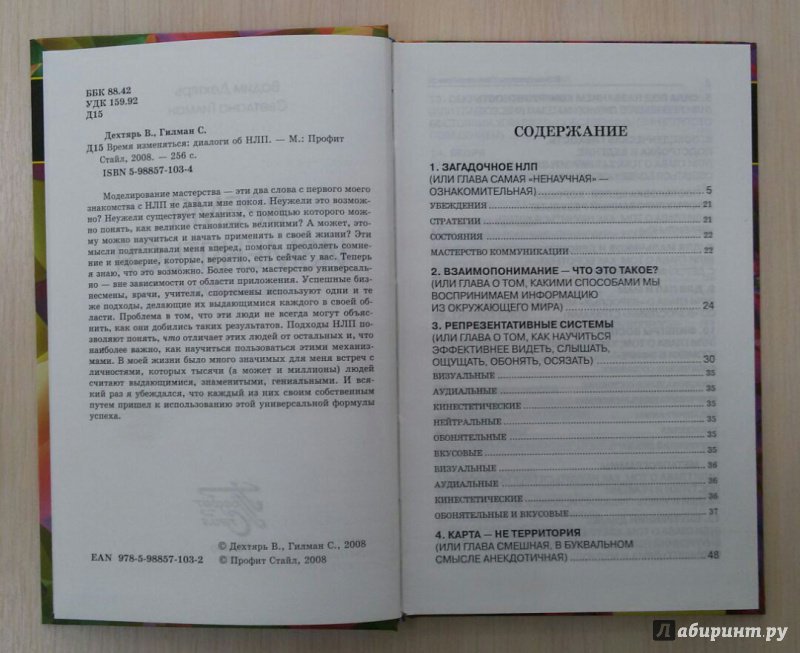 ББК 88.42
УДК 159.92
Д15
Дехтярь В., Гилман С.
Д15 Время изменяться: диалоги об НЛП. — М.: Профит
Стайл, 2008. — 256 с.
ISBN 5-98857-103-4
Моделирование мастерства — эти два слова с первого моего
знакомства с НЛП не давали мне покоя. Неужели это возмож-
но? Неужели существует механизм, с помощью которого мож-
но понять, как великие становились великими? А может, это-
му можно научиться и начать применять в своей жизни? Эти
мысли подталкивали меня вперед, помогая преодолеть сомне-
ние и недоверие, которые, вероятно, есть сейчас у вас. Теперь
я знаю, что это возможно. Более того, мастерство универсаль-
но — вне зависимости от области приложения. Успешные биз-
несмены, врачи, учителя, спортсмены используют одни и те
же подходы, делающие их выдающимися каждого в своей об-
ласти. Проблема в том, что эти люди не всегда могут объяс-
нить, как они добились таких результатов. Подходы НЛП по-
зволяют понять, что отличает этих людей от остальных и, что
наиболее важно, как научиться пользоваться этими механиз-
мами. В моей жизни было много значимых для меня встреч с
личностями, которых тысячи (а может и миллионы) людей
считают выдающимися, знаменитыми, гениальными. И вся-
кий раз я убеждался, что каждый из них своим собственным
путем пришел к использованию этой универсальной формулы
успеха.
© Дехтярь В., Гилман С., 2008
EAN 978-5-98857-103-2 © Профит Стайл, 2008
СОДЕРЖАНИЕ
1. ЗАГАДОЧНОЕ НЛП
(ИЛИ ГЛАВА САМАЯ «НЕНАУЧНАЯ» —
ОЗНАКОМИТЕЛЬНАЯ) 5
УБЕЖДЕНИЯ 21
СТРАТЕГИИ 21
СОСТОЯНИЯ 22
МАСТЕРСТВО КОММУНИКАЦИИ 22
2. ВЗАИМОПОНИМАНИЕ — ЧТО ЭТО ТАКОЕ?
(ИЛИ ГЛАВА О ТОМ, КАКИМИ СПОСОБАМИ МЫ
ВОСПРИНИМАЕМ ИНФОРМАЦИЮ
ИЗ ОКРУЖАЮЩЕГО МИРА) 24
3. РЕПРЕЗЕНТАТИВНЫЕ СИСТЕМЫ
(ИЛИ ГЛАВА О ТОМ, КАК НАУЧИТЬСЯ
ЭФФЕКТИВНЕЕ ВИДЕТЬ, СЛЫШАТЬ,
ОЩУЩАТЬ, ОБОНЯТЬ, ОСЯЗАТЬ) 30
ВИЗУАЛЬНЫЕ 35
АУДИАЛЬНЫЕ 35
КИНЕСТЕТИЧЕСКИЕ 35
НЕЙТРАЛЬНЫЕ 35
ОБОНЯТЕЛЬНЫЕ 35
ВКУСОВЫЕ 35
ВИЗУАЛЬНЫЕ 36
АУДИАЛЬНЫЕ 36
КИНЕСТЕТИЧЕСКИЕ 36
ОБОНЯТЕЛЬНЫЕ И ВКУСОВЫЕ 37
4. КАРТА — НЕ ТЕРРИТОРИЯ
(ИЛИ ГЛАВА СМЕШНАЯ, В БУКВАЛЬНОМ
СМЫСЛЕ АНЕКДОТИЧНАЯ) 48
Лабиринт.ру